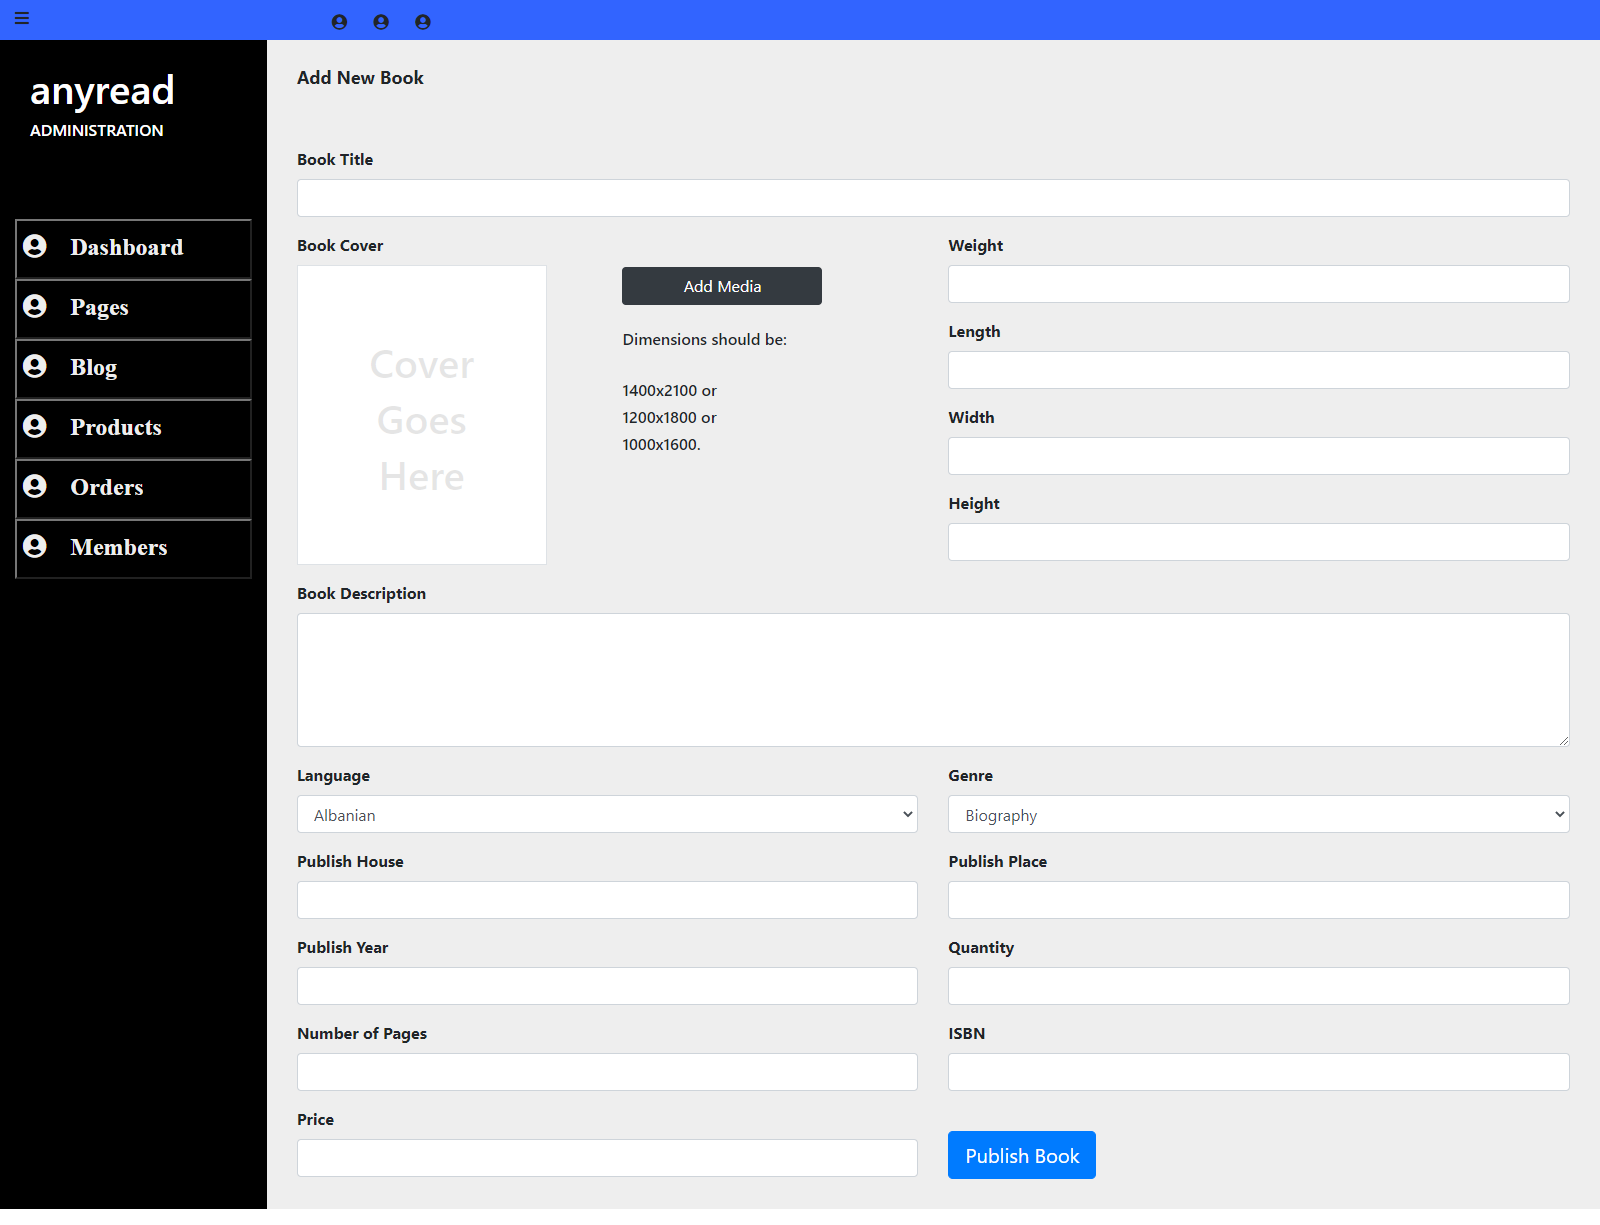 anyread
ADMINISTRATION
Dashboard
Pages
Blog
Products
Orders
Members
Add New Book
Book Title
Book Cover
Cover
Goes
Here
Add Media
Dimensions should be:
1400x2100 or
1200x1800 or
1000x1600.
Weight
Length
Width
Height
Book Description
Language
Albanian
Genre
Biography
Publish House
Publish Place
Publish Year
Quantity
Number of Pages
ISBN
Price
Publish Book